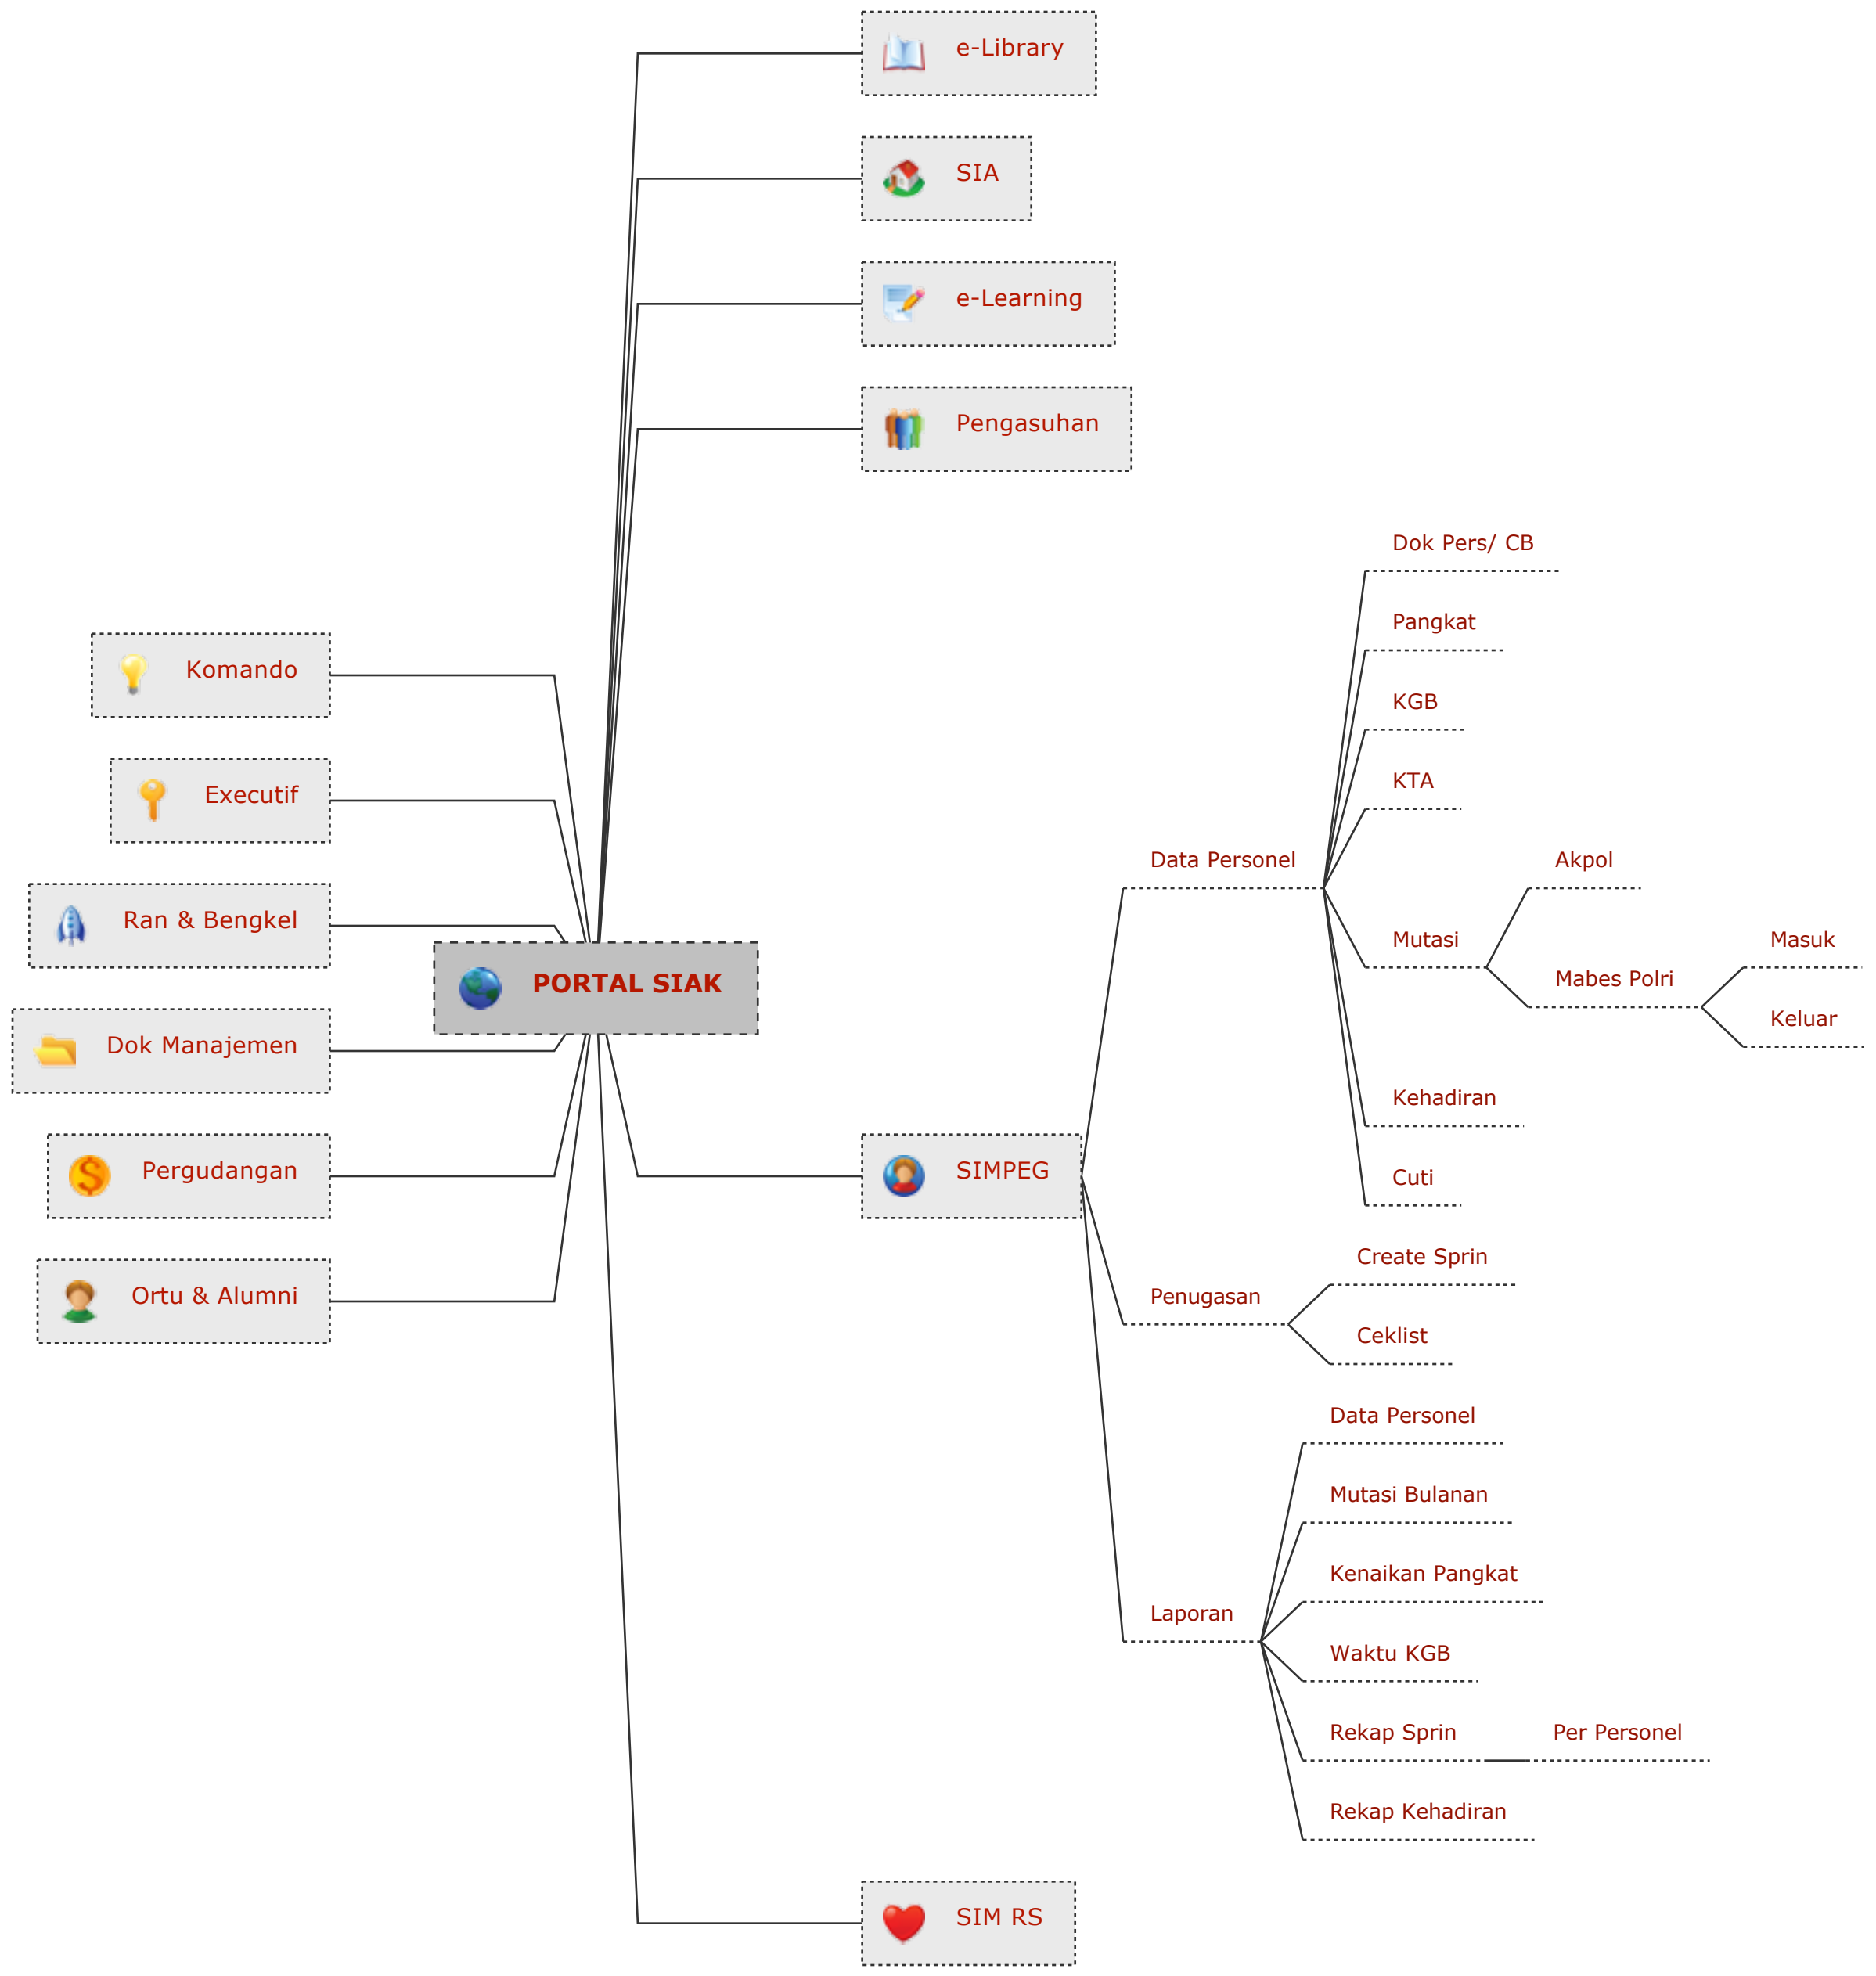 e-Library
SIA
e-Learning
Pengasuhan
Dok Pers/ CB
Pangkat
Komando
KGB
KTA
Executif
Data Personel
Akpol
Ran & Bengkel
Mutasi
Masuk
PORTAL SIAK
Mabes Polri
Keluar
Dok Manajemen
Kehadiran
Pergudangan
SIMPEG
Cuti
Create Sprin
Ortu & Alumni
Penugasan
Ceklist
Data Personel
Mutasi Bulanan
Kenaikan Pangkat
Laporan
Waktu KGB
Rekap Sprin
Per Personel
Rekap Kehadiran
SIM RS